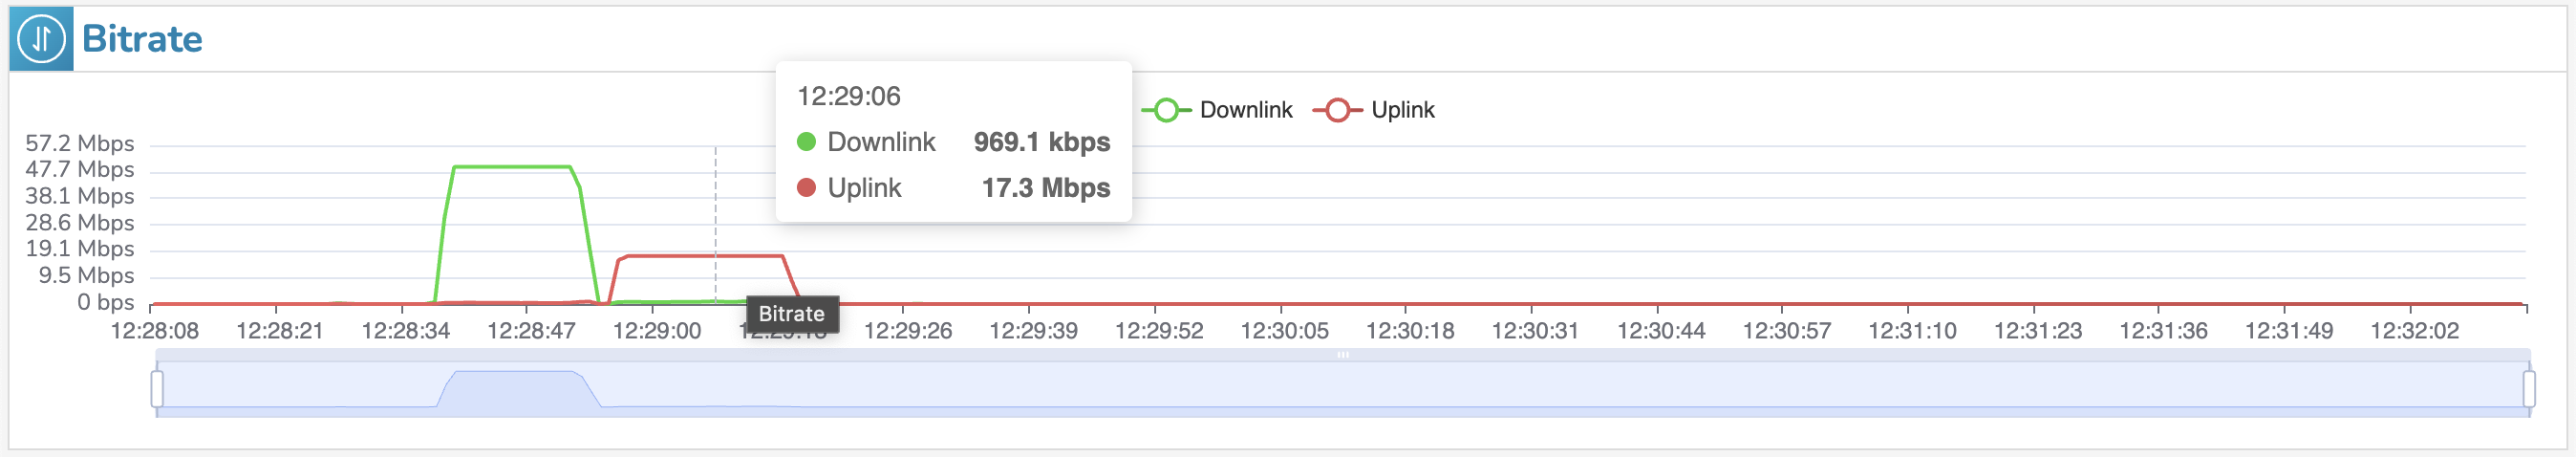 Bitrate
12:29:06
Downlink 969.1 kbps
Uplink 17.3 Mbps
Downlink Uplink
57.2 Mbps
47.7 Mbps
38.1 Mbps
28.6 Mbps
19.1 Mbps
9.5 Mbps
0 bps
Bitrate
12:28:08 12:28:21 12:28:34 12:28:47 12:29:00 12:29:26 12:29:39 12:29:52 12:30:05 12:30:18 12:30:31 12:30:44 12:30:57 12:31:10 12:31:23 12:31:36 12:31:49 12:32:02